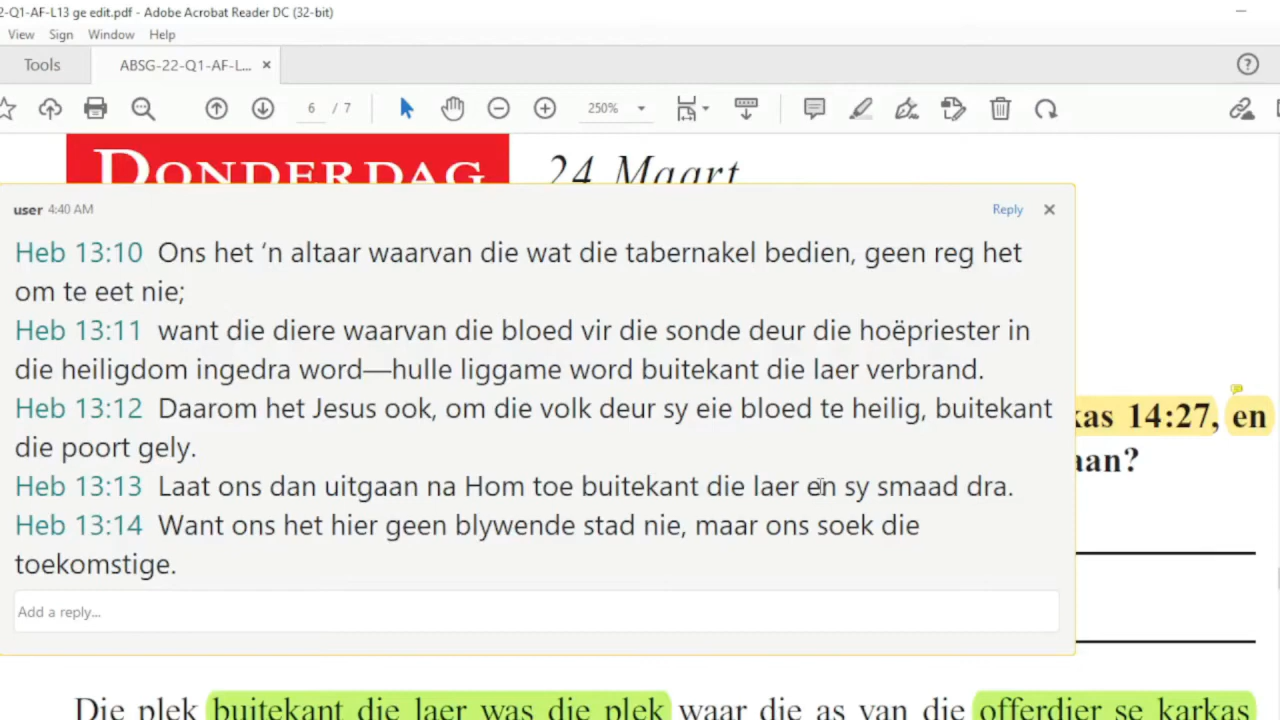 2-Q1-AF-L13 ge edit.pdf - Adobe Acrobat Reader DC (32-bit)
View Sign Window Help
Tools ABSG-22-Q1-AF-L... ×
6 / 7 250%
DONDERDAG 24 Maart
user 4:40 AM Reply
Heb 13:10 Ons het ‘n altaar waarvan die wat die tabernakel bedien, geen reg het
om te eet nie;
Heb 13:11 want die diere waarvan die bloed vir die sonde deur die hoëpriester in
die heiligdom ingedra word—hulle liggame word buitekant die laer verbrand.
Heb 13:12 Daarom het Jesus ook, om die volk deur sy eie bloed te heilig, buitekant
die poort gely.
Heb 13:13 Laat ons dan uitgaan na Hom toe buitekant die laer en sy smaad dra.
Heb 13:14 Want ons het hier geen blywende stad nie, maar ons soek die
toekomstige.
Add a reply...
kas 14:27, en
aan?
Die plek buitekant die laer was die plek waar die as van die offerdier se karkas